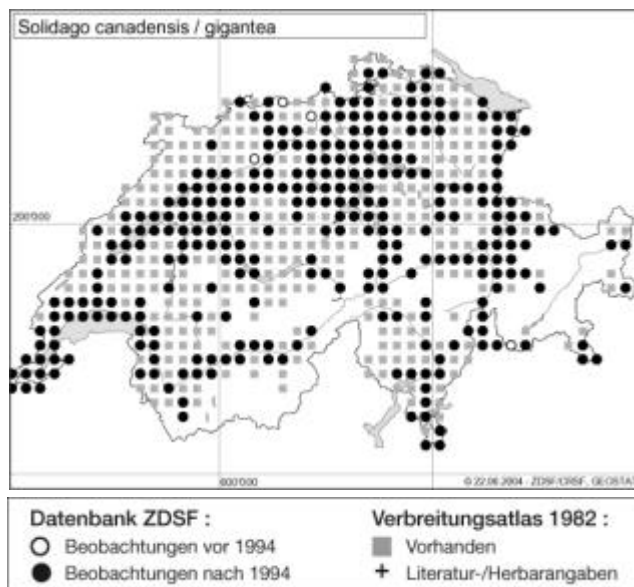 Solidago canadensis / gigantea
200'000
600'000
© 22.06.2004 - ZDSF/CRSF, GEOSTAT
Datenbank ZDSF :
Beobachtungen vor 1994
Beobachtungen nach 1994
Verbreitungsatlas 1982 :
Vorhanden
Literatur-/Herbarangaben